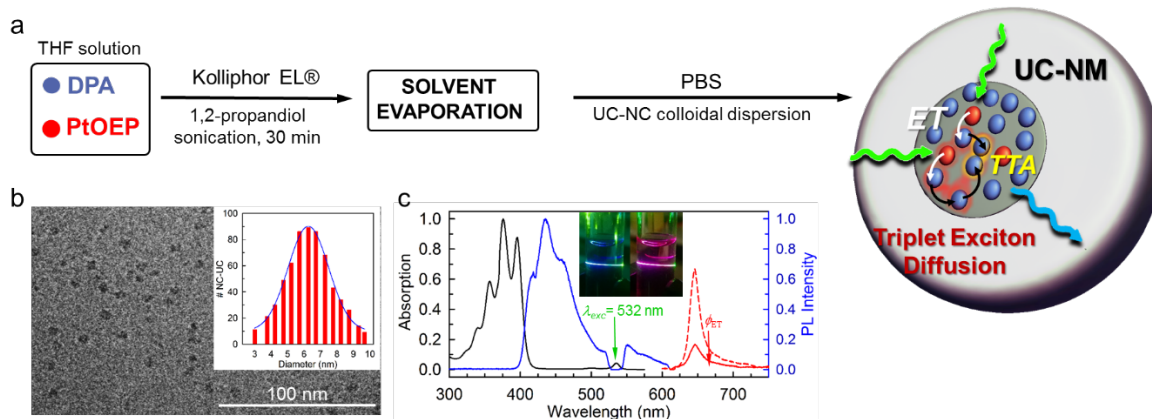 a
THF solution
DPA
PtOEP
Kolliphor EL®
1,2-propandiol
sonication, 30 min
SOLVENT
EVAPORATION
PBS
UC-NC colloidal dispersion
UC-NM
ET
TTA
Triplet Exciton
Diffusion
b
100 nm
# NC-UC
100
80
60
40
20
0
3 4 5 6 7 8 9 10
Diameter (nm)
c
Absorption
1.0
0.8
0.6
0.4
0.2
0.0
λexc= 532 nm
ϕET
1.0
0.8
0.6
0.4
0.2
0.0
PL Intensity
300 400 500 600 700
Wavelength (nm)